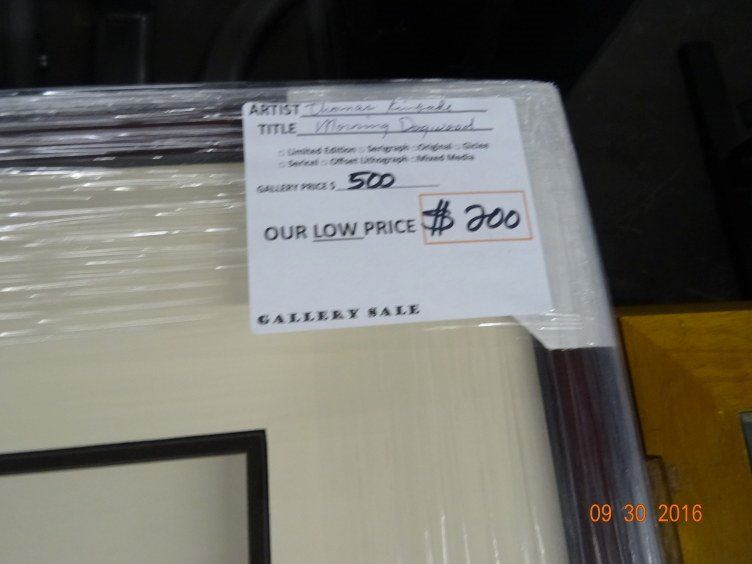 ARTIST Thomas Kinkade
TITLE Morning Dogwood
□ Limited Edition □ Serigraph □ Original □ Giclee
□ Serical □ Offset Lithograph □ Mixed Media
GALLERY PRICE $ 500
OUR LOW PRICE $ 200
GALLERY SALE
09 30 2016